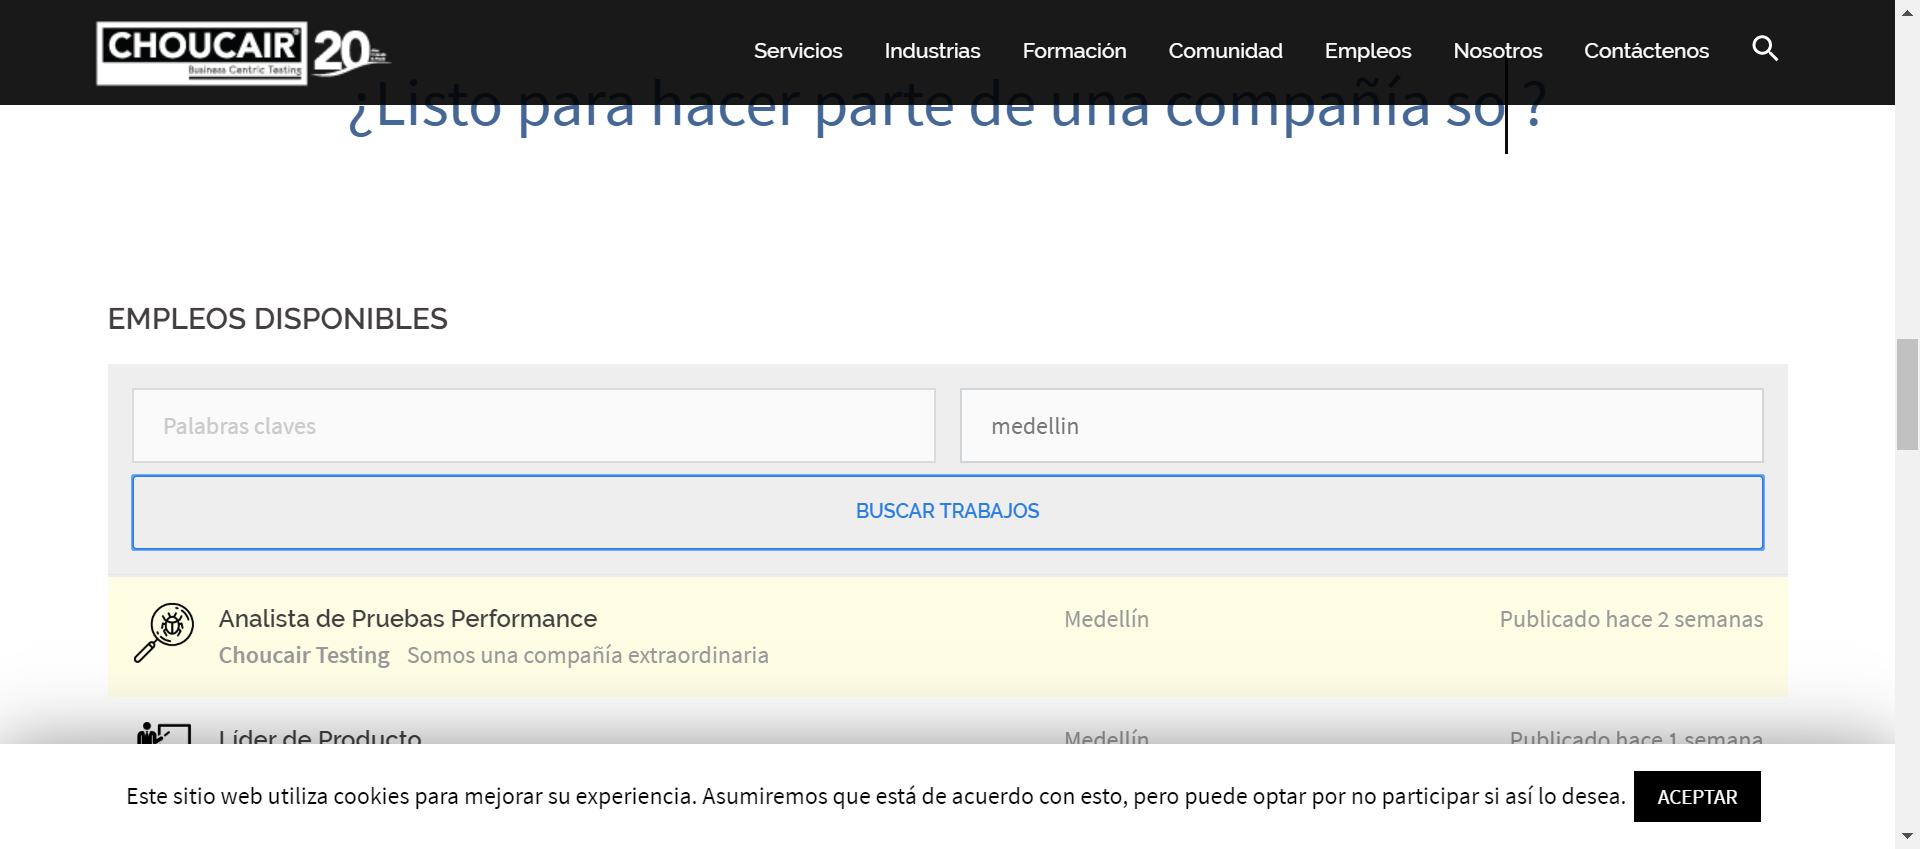 CHOUCAIR 20
Business Centric Testing
Servicios Industrias Formación Comunidad Empleos Nosotros Contáctenos
¿Listo para hacer parte de una compañía so ?
EMPLEOS DISPONIBLES
Palabras claves medellin
BUSCAR TRABAJOS
Analista de Pruebas Performance Medellín Publicado hace 2 semanas
Choucair Testing Somos una compañía extraordinaria
Líder de Producto Medellín Publicado hace 1 semana
Este sitio web utiliza cookies para mejorar su experiencia. Asumiremos que está de acuerdo con esto, pero puede optar por no participar si así lo desea. ACEPTAR